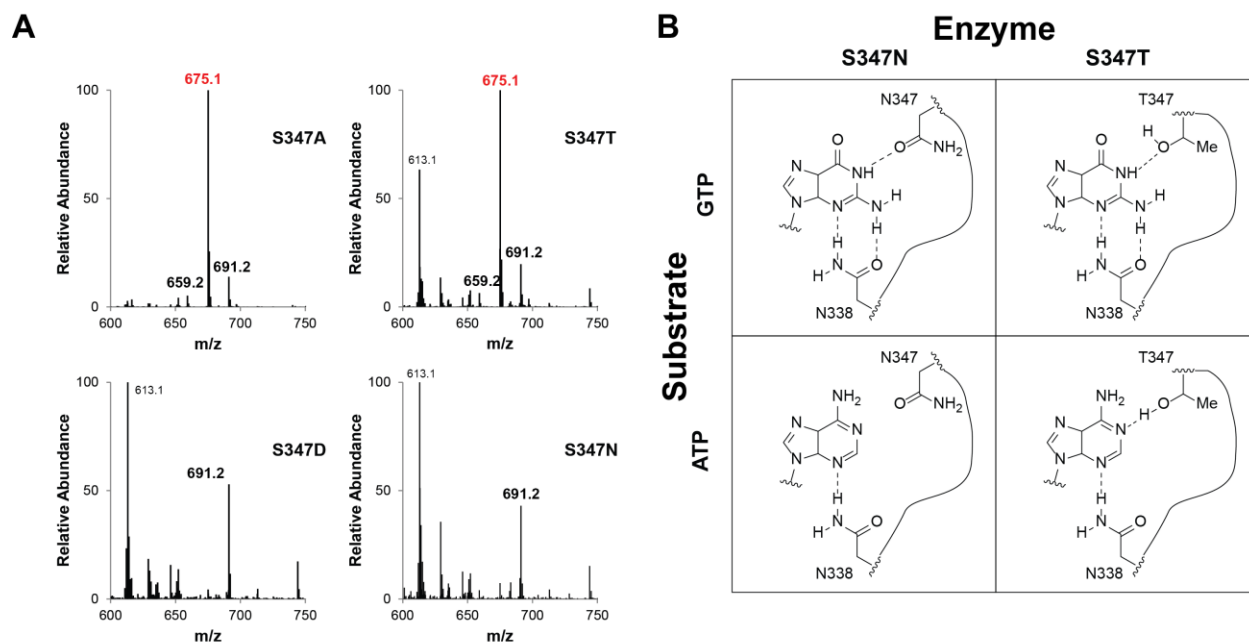 A
B
Enzyme
S347N
S347T
Substrate
GTP
ATP
675.1
100
S347A
Relative Abundance
50
659.2
691.2
0
600
650
700
750
m/z
675.1
100
S347T
613.1
Relative Abundance
50
659.2
691.2
0
600
650
700
750
m/z
100
613.1
S347D
Relative Abundance
50
691.2
0
600
650
700
750
m/z
613.1
100
S347N
Relative Abundance
50
691.2
0
600
650
700
750
m/z
N347
O
O
NH2
N
NH
N
N
N
H
H
H
H
N
O
N338
T347
H
O
Me
O
N
NH
N
N
N
H
H
H
H
N
O
N338
N347
NH2
O
NH2
N
N
N
N
H
H
N
O
N338
T347
NH2
H
O
Me
N
N
N
N
H
H
N
O
N338